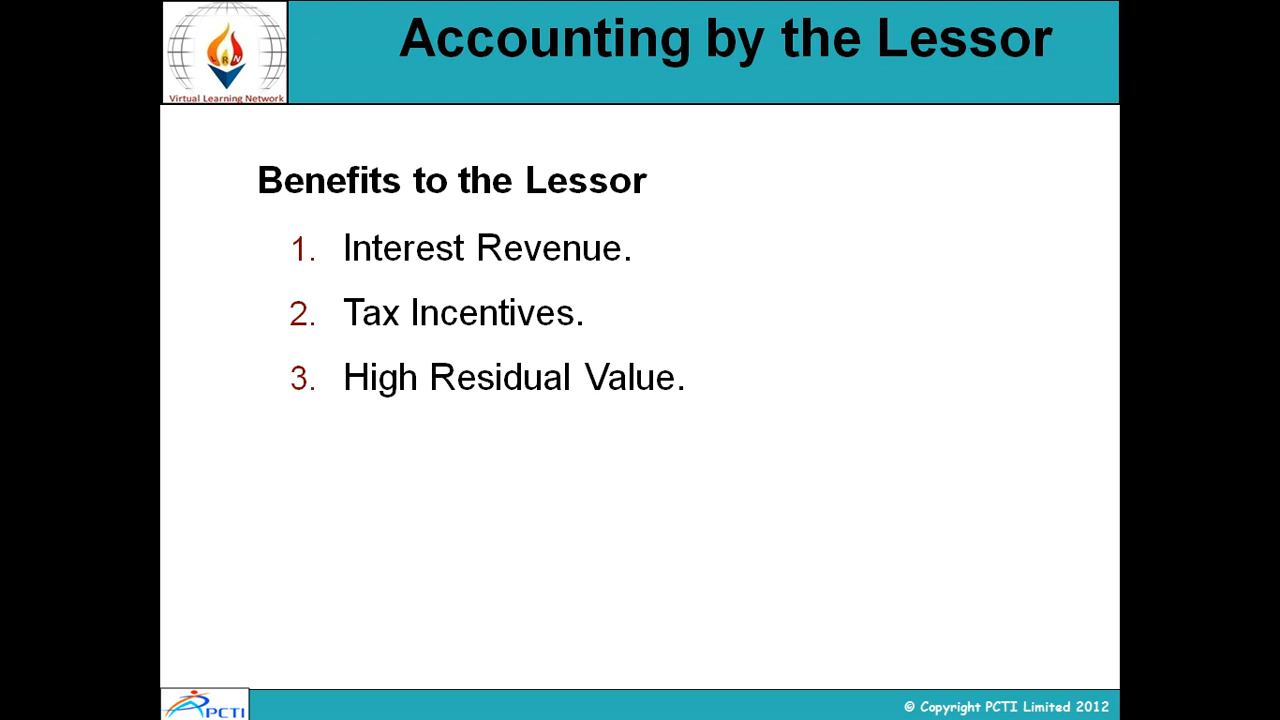 Accounting by the Lessor
LRN
Virtual Learning Network
Benefits to the Lessor
1. Interest Revenue.
2. Tax Incentives.
3. High Residual Value.
PCTI
© Copyright PCTI Limited 2012